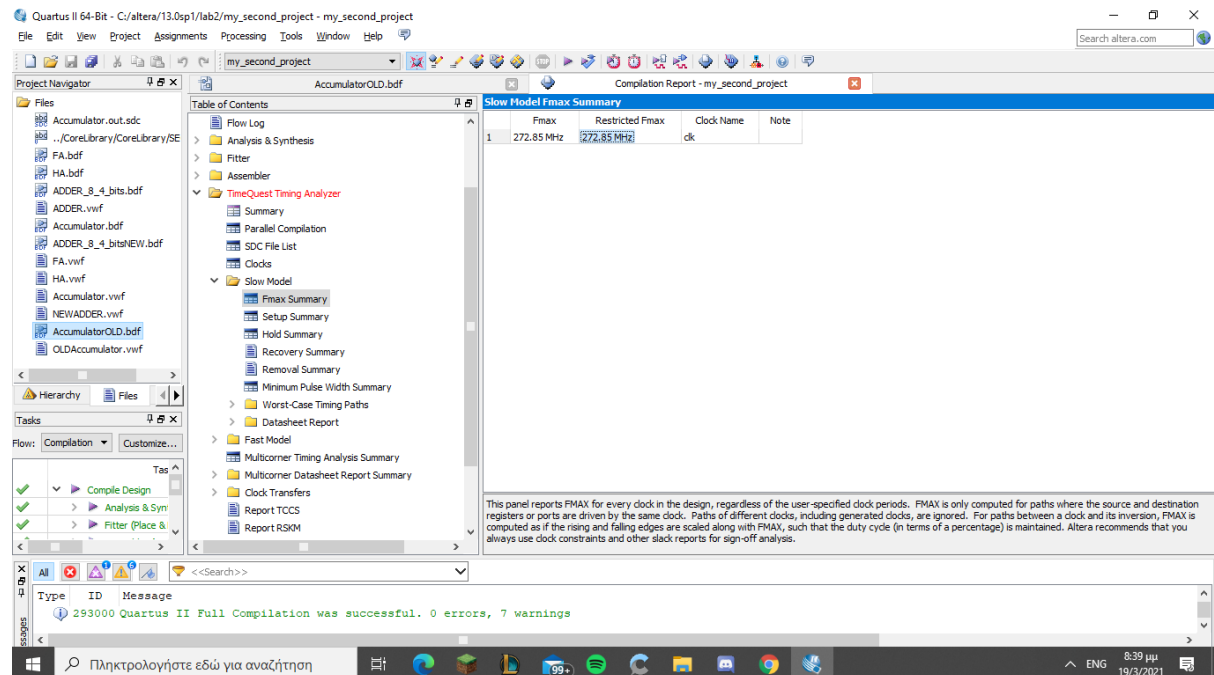 Quartus II 64-Bit - C:/altera/13.0sp1/lab2/my_second_project - my_second_project
File Edit View Project Assignments Processing Tools Window Help
Search altera.com
my_second_project
Project Navigator
Files
Accumulator.out.sdc
../CoreLibrary/CoreLibrary/SE
FA.bdf
HA.bdf
ADDER_8_4_bits.bdf
ADDER.vwf
Accumulator.bdf
ADDER_8_4_bitsNEW.bdf
FA.vwf
HA.vwf
Accumulator.vwf
NEWADDER.vwf
AccumulatorOLD.bdf
OLDAccumulator.vwf
Hierarchy Files
Tasks
Flow: Compilation Customize...
Tas
Compile Design
Analysis & Syn
Fitter (Place &
AccumulatorOLD.bdf
Compilation Report - my_second_project
Table of Contents
Flow Log
Analysis & Synthesis
Fitter
Assembler
TimeQuest Timing Analyzer
Summary
Parallel Compilation
SDC File List
Clocks
Slow Model
Fmax Summary
Setup Summary
Hold Summary
Recovery Summary
Removal Summary
Minimum Pulse Width Summary
Worst-Case Timing Paths
Datasheet Report
Fast Model
Multicorner Timing Analysis Summary
Multicorner Datasheet Report Summary
Clock Transfers
Report TCCS
Report RSKM
Slow Model Fmax Summary
Fmax Restricted Fmax Clock Name Note
1 272.85 MHz 272.85 MHz clk
This panel reports FMAX for every clock in the design, regardless of the user-specified clock periods. FMAX is only computed for paths where the source and destination
registers or ports are driven by the same clock. Paths of different clocks, including generated clocks, are ignored. For paths between a clock and its inversion, FMAX is
computed as if the rising and falling edges are scaled along with FMAX, such that the duty cycle (in terms of a percentage) is maintained. Altera recommends that you
always use clock constraints and other slack reports for sign-off analysis.
All <<Search>>
Type ID Message
293000 Quartus II Full Compilation was successful. 0 errors, 7 warnings
ssages
Πληκτρολογήστε εδώ για αναζήτηση
99+
ENG
8:39 μμ
19/3/2021